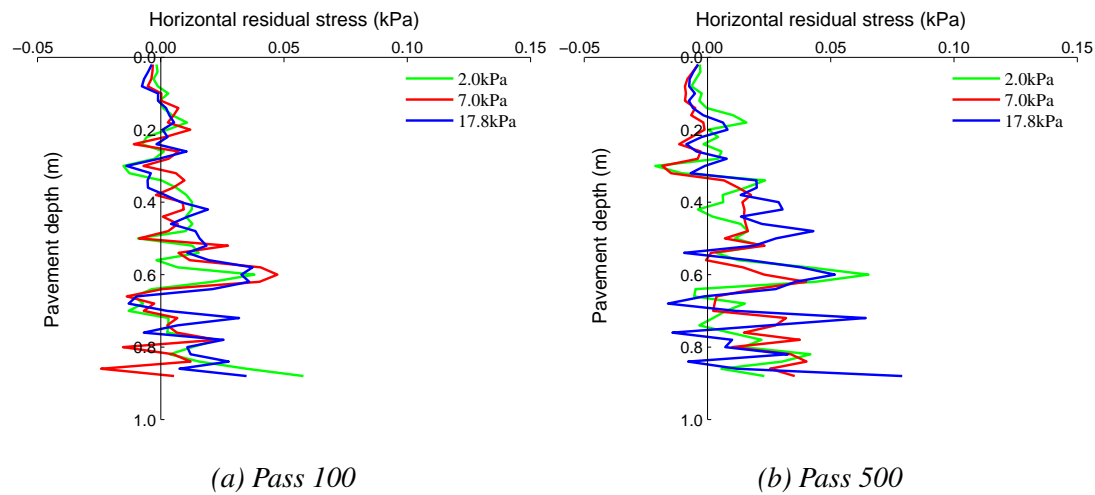 Horizontal residual stress (kPa)
−0.05 0.00 0.05 0.10 0.15
0.0
0.2
0.4
0.6
0.8
1.0
Pavement depth (m)
2.0kPa
7.0kPa
17.8kPa
(a) Pass 100
Horizontal residual stress (kPa)
−0.05 0.00 0.05 0.10 0.15
0.0
0.2
0.4
0.6
0.8
1.0
Pavement depth (m)
2.0kPa
7.0kPa
17.8kPa
(b) Pass 500